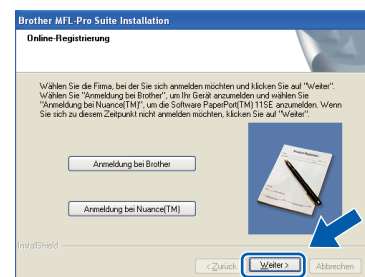 Brother MFL-Pro Suite Installation
Online-Registrierung
Wählen Sie die Firma, bei der Sie sich anmelden möchten und klicken Sie auf "Weiter".
Wählen Sie "Anmeldung bei Brother", um Ihr Gerät anzumelden und wählen Sie
"Anmeldung bei Nuance(TM)", um die Software PaperPort(TM) 11SE anzumelden. Wenn
Sie sich zu diesem Zeitpunkt nicht anmelden möchten, klicken Sie auf "Weiter".
Product Registration
Anmeldung bei Brother
Anmeldung bei Nuance(TM)
InstallShield
< Zurück
Weiter >
Abbrechen